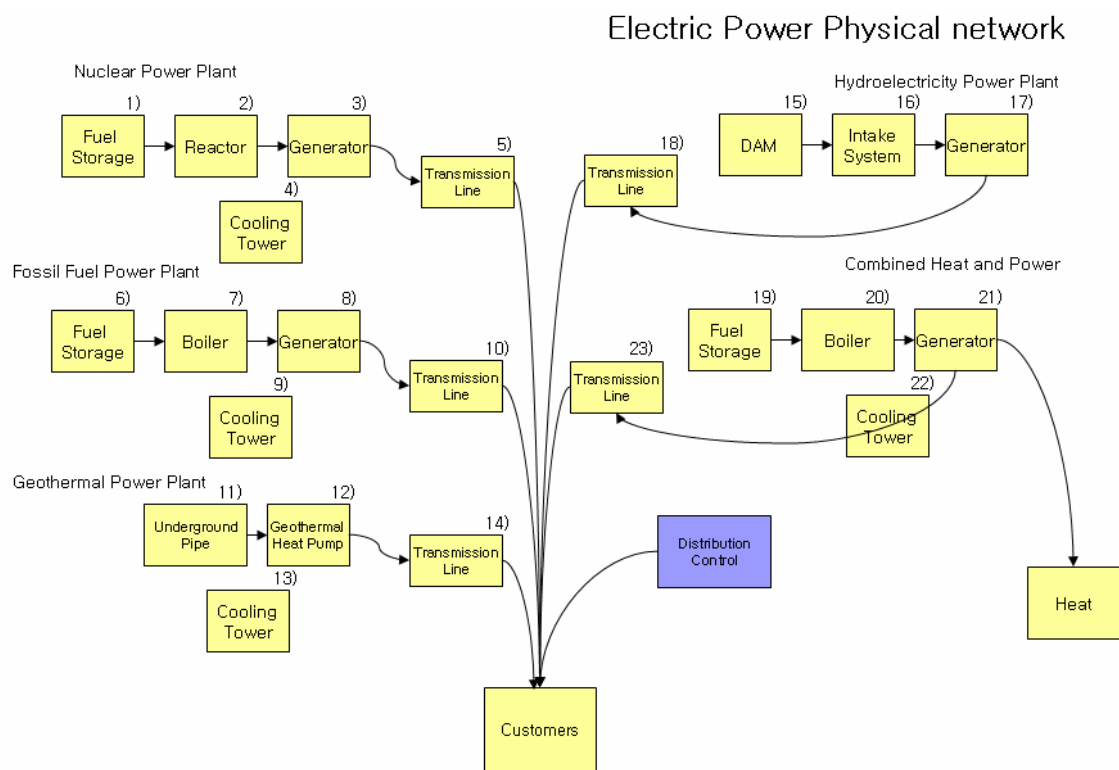 Electric Power Physical network
Nuclear Power Plant
1)
Fuel
Storage
2)
Reactor
3)
Generator
4)
Cooling
Tower
5)
Transmission
Line
Hydroelectricity Power Plant
15)
DAM
16)
Intake
System
17)
Generator
18)
Transmission
Line
Fossil Fuel Power Plant
6)
Fuel
Storage
7)
Boiler
8)
Generator
9)
Cooling
Tower
10)
Transmission
Line
Combined Heat and Power
19)
Fuel
Storage
20)
Boiler
21)
Generator
22)
Cooling
Tower
23)
Transmission
Line
Geothermal Power Plant
11)
Underground
Pipe
12)
Geothermal
Heat Pump
13)
Cooling
Tower
14)
Transmission
Line
Distribution
Control
Heat
Customers